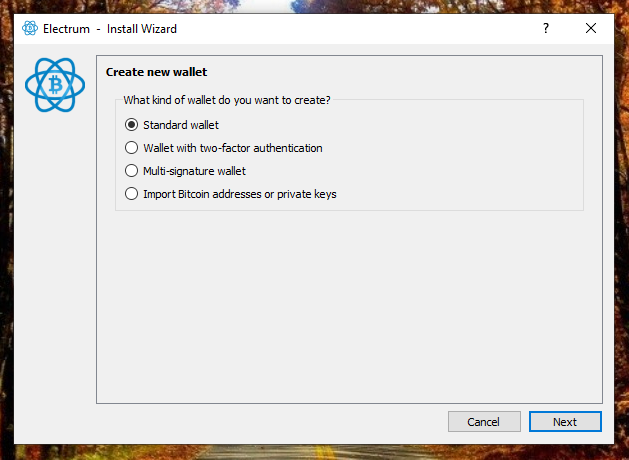 Electrum - Install Wizard
?
Create new wallet
What kind of wallet do you want to create?
Standard wallet
Wallet with two-factor authentication
Multi-signature wallet
Import Bitcoin addresses or private keys
Cancel
Next